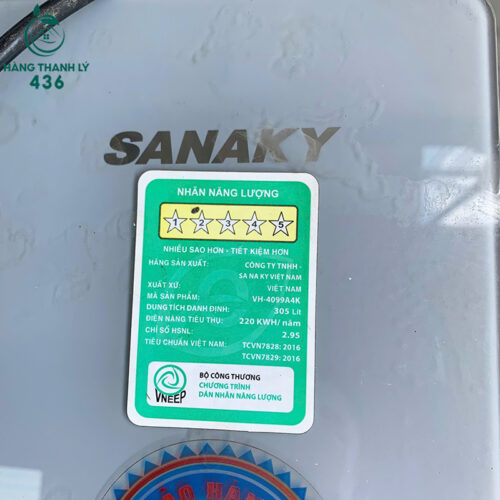 HÀNG THANH LÝ
436
SANAKY
NHÃN NĂNG LƯỢNG
1 2 3 4 5
NHIỀU SAO HƠN - TIẾT KIỆM HƠN
HÃNG SẢN XUẤT: CÔNG TY TNHH -
SA NA KY VIỆT NAM
XUẤT XỨ: VIỆT NAM
MÃ SẢN PHẨM: VH-4099A4K
DUNG TÍCH DANH ĐỊNH: 305 Lít
ĐIỆN NĂNG TIÊU THỤ: 220 KWH/ năm
CHỈ SỐ HSNL: 2.95
TIÊU CHUẨN VIỆT NAM: TCVN7828: 2016
TCVN7829: 2016
VNEEP
BỘ CÔNG THƯƠNG
CHƯƠNG TRÌNH
DÁN NHÃN NĂNG LƯỢNG